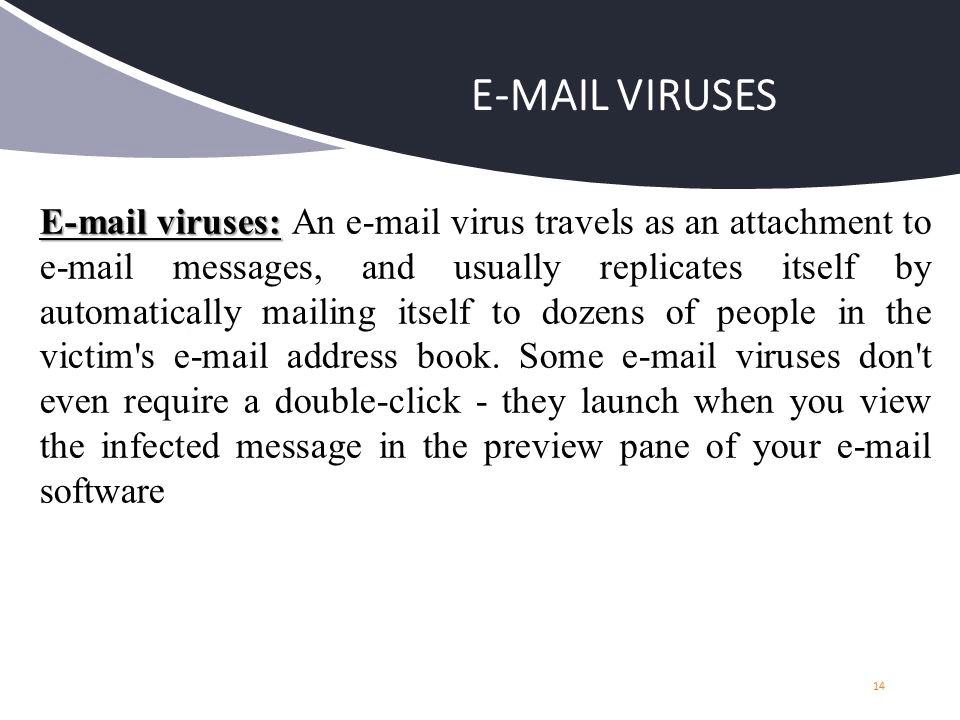 E-MAIL VIRUSES
E-mail viruses: An e-mail virus travels as an attachment to
e-mail messages, and usually replicates itself by
automatically mailing itself to dozens of people in the
victim's e-mail address book. Some e-mail viruses don't
even require a double-click - they launch when you view
the infected message in the preview pane of your e-mail
software
14